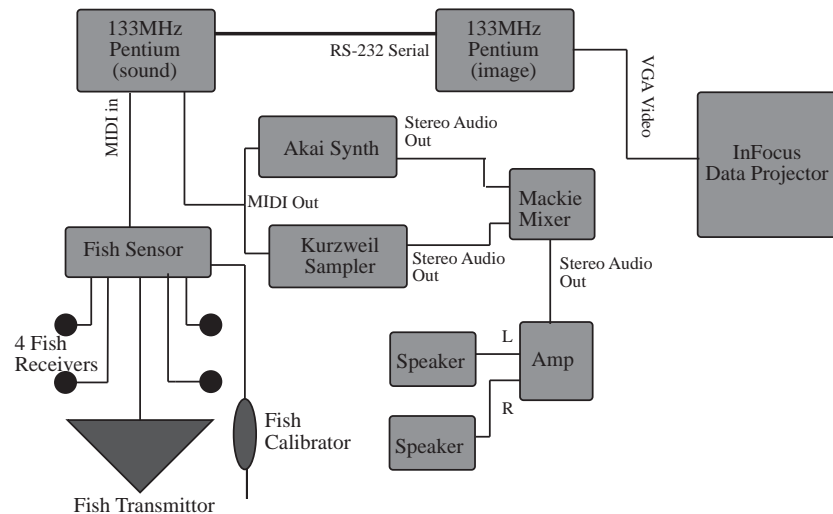 133MHz
Pentium
(sound)
RS-232 Serial
133MHz
Pentium
(image)
VGA Video
InFocus
Data Projector
MIDI in
Akai Synth
Stereo Audio
Out
MIDI Out
Mackie
Mixer
Fish Sensor
Kurzweil
Sampler
Stereo Audio
Out
Stereo Audio
Out
4 Fish
Receivers
Speaker
L
Amp
R
Speaker
Fish
Calibrator
Fish Transmittor